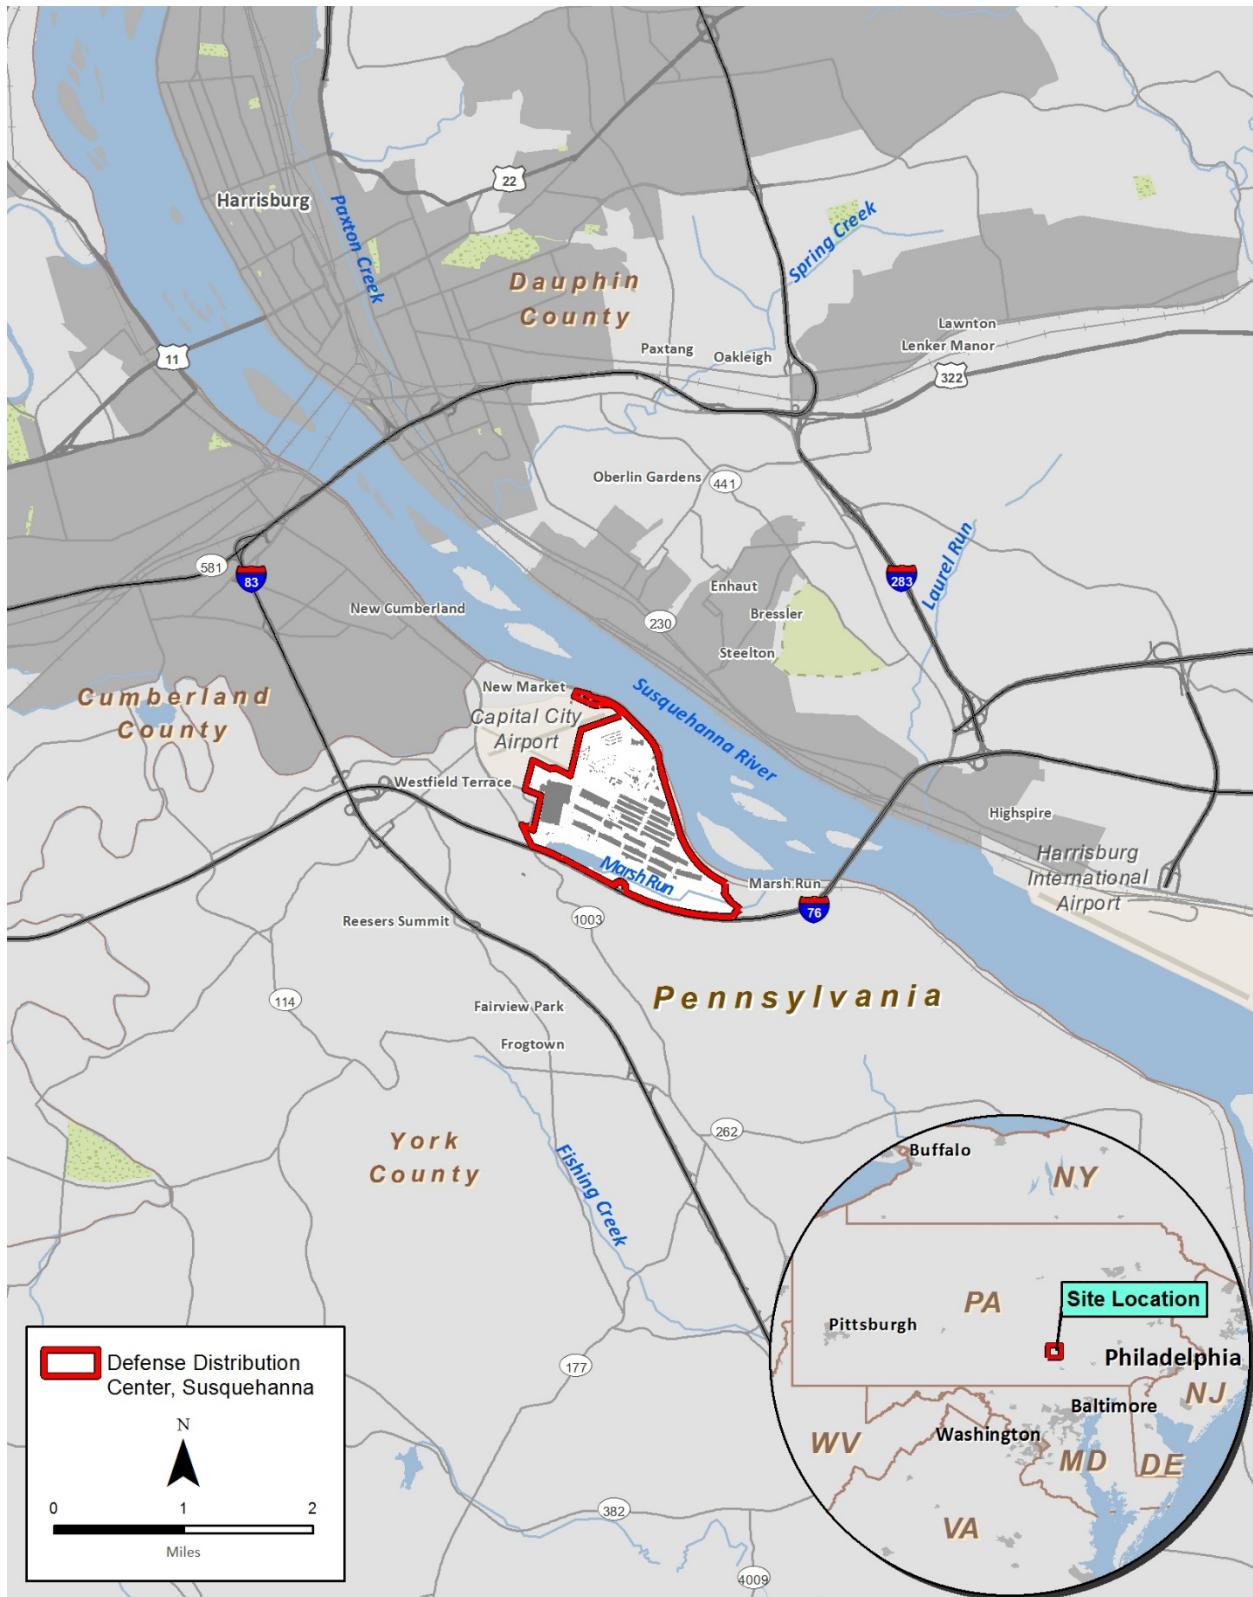 22
Harrisburg
Paxton Creek
Spring Creek
Dauphin
County
Lawnton
Lenker Manor
Paxtang
Oakleigh
11
322
Oberlin Gardens
441
Laurel Run
581
83
283
Enhaut
New Cumberland
Bressler
230
Steelton
Cumberland
County
New Market
Susquehanna River
Capital City
Airport
Westfield Terrace
Highspire
Marsh Run
Marsh Run
Harrisburg
International
Airport
76
1003
Reesers Summit
114
Pennsylvania
Fairview Park
Frogtown
262
York
County
Fishing Creek
Buffalo
NY
PA
Site Location
Pittsburgh
Philadelphia
NJ
Baltimore
Washington
WV
MD
DE
VA
177
382
4009
Defense Distribution
Center, Susquehanna
N
0 1 2
Miles